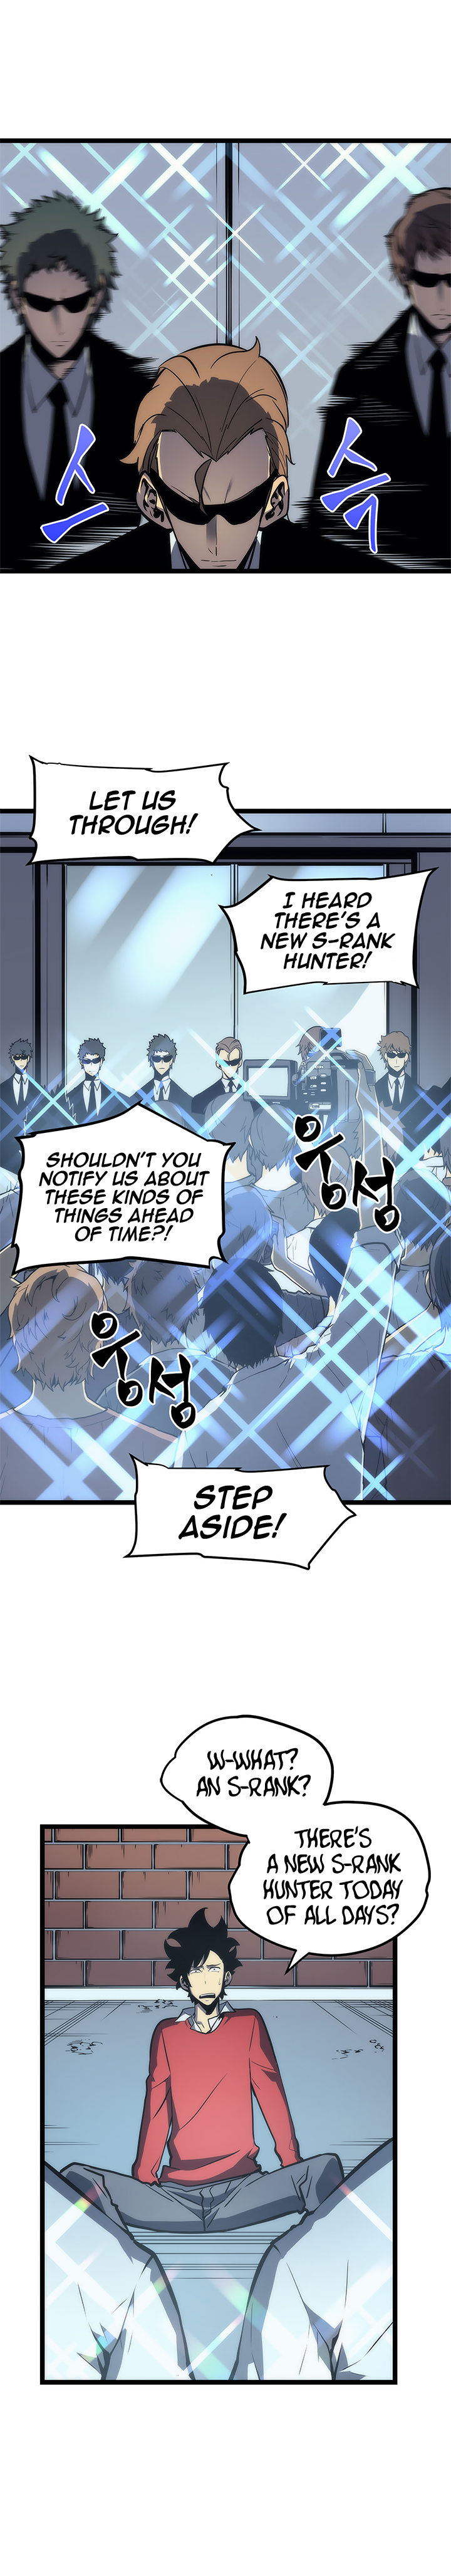 스
스
LET US
THROUGH!
I HEARD
THERE'S A
NEW S-RANK
HUNTER!
SHOULDN'T YOU
NOTIFY US ABOUT
THESE KINDS OF
THINGS AHEAD
OF TIME?!
웅성
웅성
STEP
ASIDE!
W-WHAT?
AN S-RANK?
THERE'S
A NEW S-RANK
HUNTER TODAY
OF ALL DAYS?